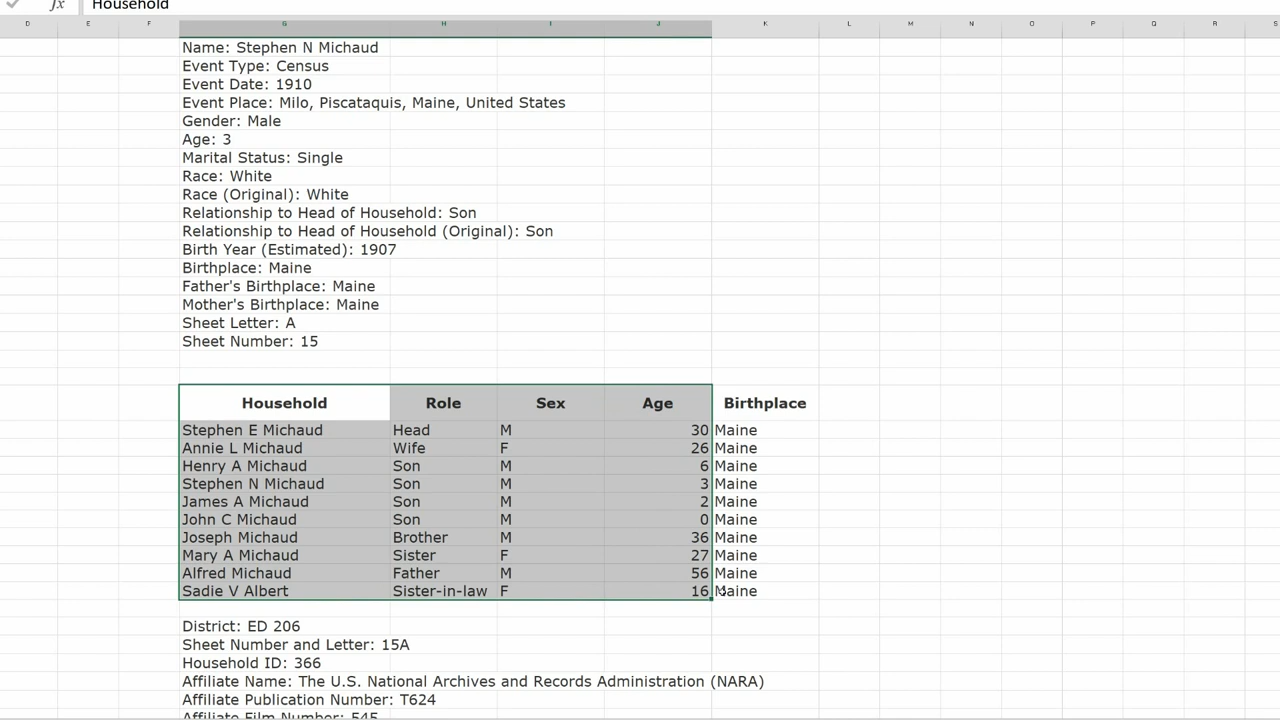 fx Household
D E F G H I J K L M N O P Q R S
Name: Stephen N Michaud
Event Type: Census
Event Date: 1910
Event Place: Milo, Piscataquis, Maine, United States
Gender: Male
Age: 3
Marital Status: Single
Race: White
Race (Original): White
Relationship to Head of Household: Son
Relationship to Head of Household (Original): Son
Birth Year (Estimated): 1907
Birthplace: Maine
Father's Birthplace: Maine
Mother's Birthplace: Maine
Sheet Letter: A
Sheet Number: 15
Household Role Sex Age Birthplace
Stephen E Michaud Head M 30 Maine
Annie L Michaud Wife F 26 Maine
Henry A Michaud Son M 6 Maine
Stephen N Michaud Son M 3 Maine
James A Michaud Son M 2 Maine
John C Michaud Son M 0 Maine
Joseph Michaud Brother M 36 Maine
Mary A Michaud Sister F 27 Maine
Alfred Michaud Father M 56 Maine
Sadie V Albert Sister-in-law F 16 Maine
District: ED 206
Sheet Number and Letter: 15A
Household ID: 366
Affiliate Name: The U.S. National Archives and Records Administration (NARA)
Affiliate Publication Number: T624
Affiliate Film Number: 545